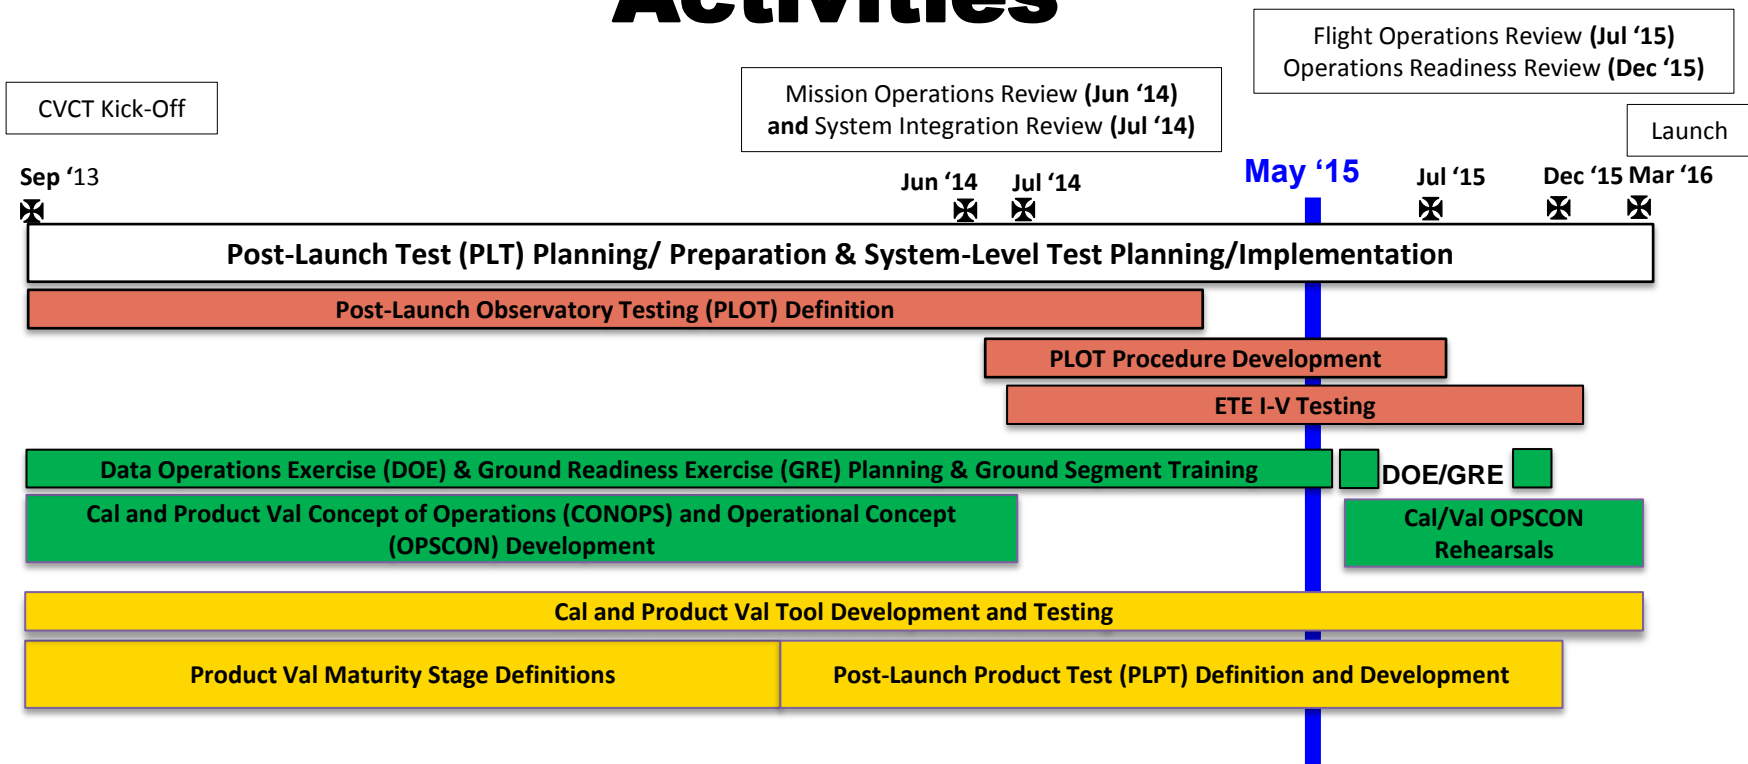 Activities
Flight Operations Review (Jul ‘15)
Operations Readiness Review (Dec ‘15)
CVCT Kick-Off
Mission Operations Review (Jun ‘14)
and System Integration Review (Jul ‘14)
Launch
Sep ‘13
Jun ‘14
Jul ‘14
May ‘15
Jul ‘15
Dec ‘15
Mar ‘16
Post-Launch Test (PLT) Planning/ Preparation & System-Level Test Planning/Implementation
Post-Launch Observatory Testing (PLOT) Definition
PLOT Procedure Development
ETE I-V Testing
Data Operations Exercise (DOE) & Ground Readiness Exercise (GRE) Planning & Ground Segment Training
DOE/GRE
Cal and Product Val Concept of Operations (CONOPS) and Operational Concept
(OPSCON) Development
Cal/Val OPSCON
Rehearsals
Cal and Product Val Tool Development and Testing
Product Val Maturity Stage Definitions
Post-Launch Product Test (PLPT) Definition and Development